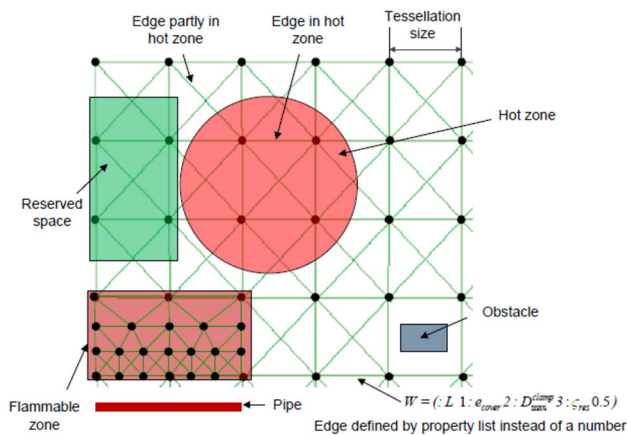 Edge partly in
hot zone
Edge in hot
zone
Tessellation
size
Hot zone
Reserved
space
Obstacle
Flammable
zone
Pipe
W = (: L 1 : e_cover 2 : D_max^clamp 3 : ς_res 0.5)
Edge defined by property list instead of a number